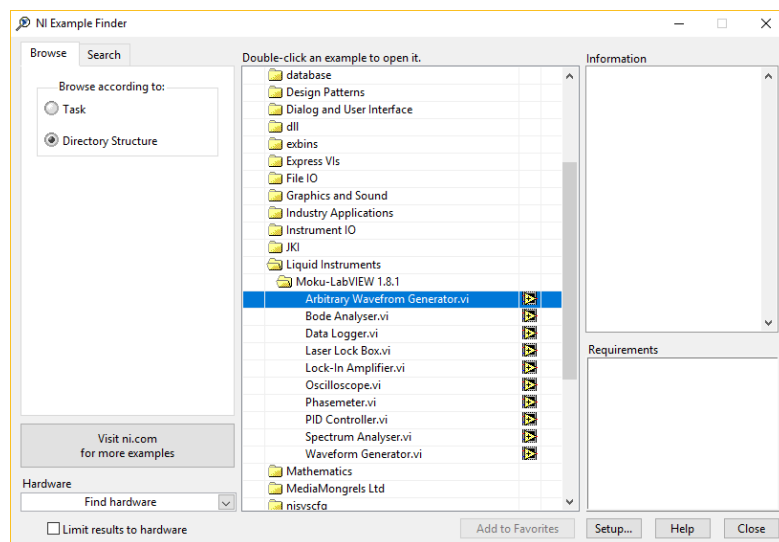 NI Example Finder
Browse
Search
Browse according to:
Task
Directory Structure
Visit ni.com
for more examples
Hardware
Find hardware
Limit results to hardware
Double-click an example to open it.
database
Design Patterns
Dialog and User Interface
dll
exbins
Express VIs
File IO
Graphics and Sound
Industry Applications
Instrument IO
JKI
Liquid Instruments
Moku-LabVIEW 1.8.1
Arbitrary Wavefrom Generator.vi
Bode Analyser.vi
Data Logger.vi
Laser Lock Box.vi
Lock-In Amplifier.vi
Oscilloscope.vi
Phasemeter.vi
PID Controller.vi
Spectrum Analyser.vi
Waveform Generator.vi
Mathematics
MediaMongrels Ltd
nisyscfg
Information
Requirements
Add to Favorites
Setup...
Help
Close